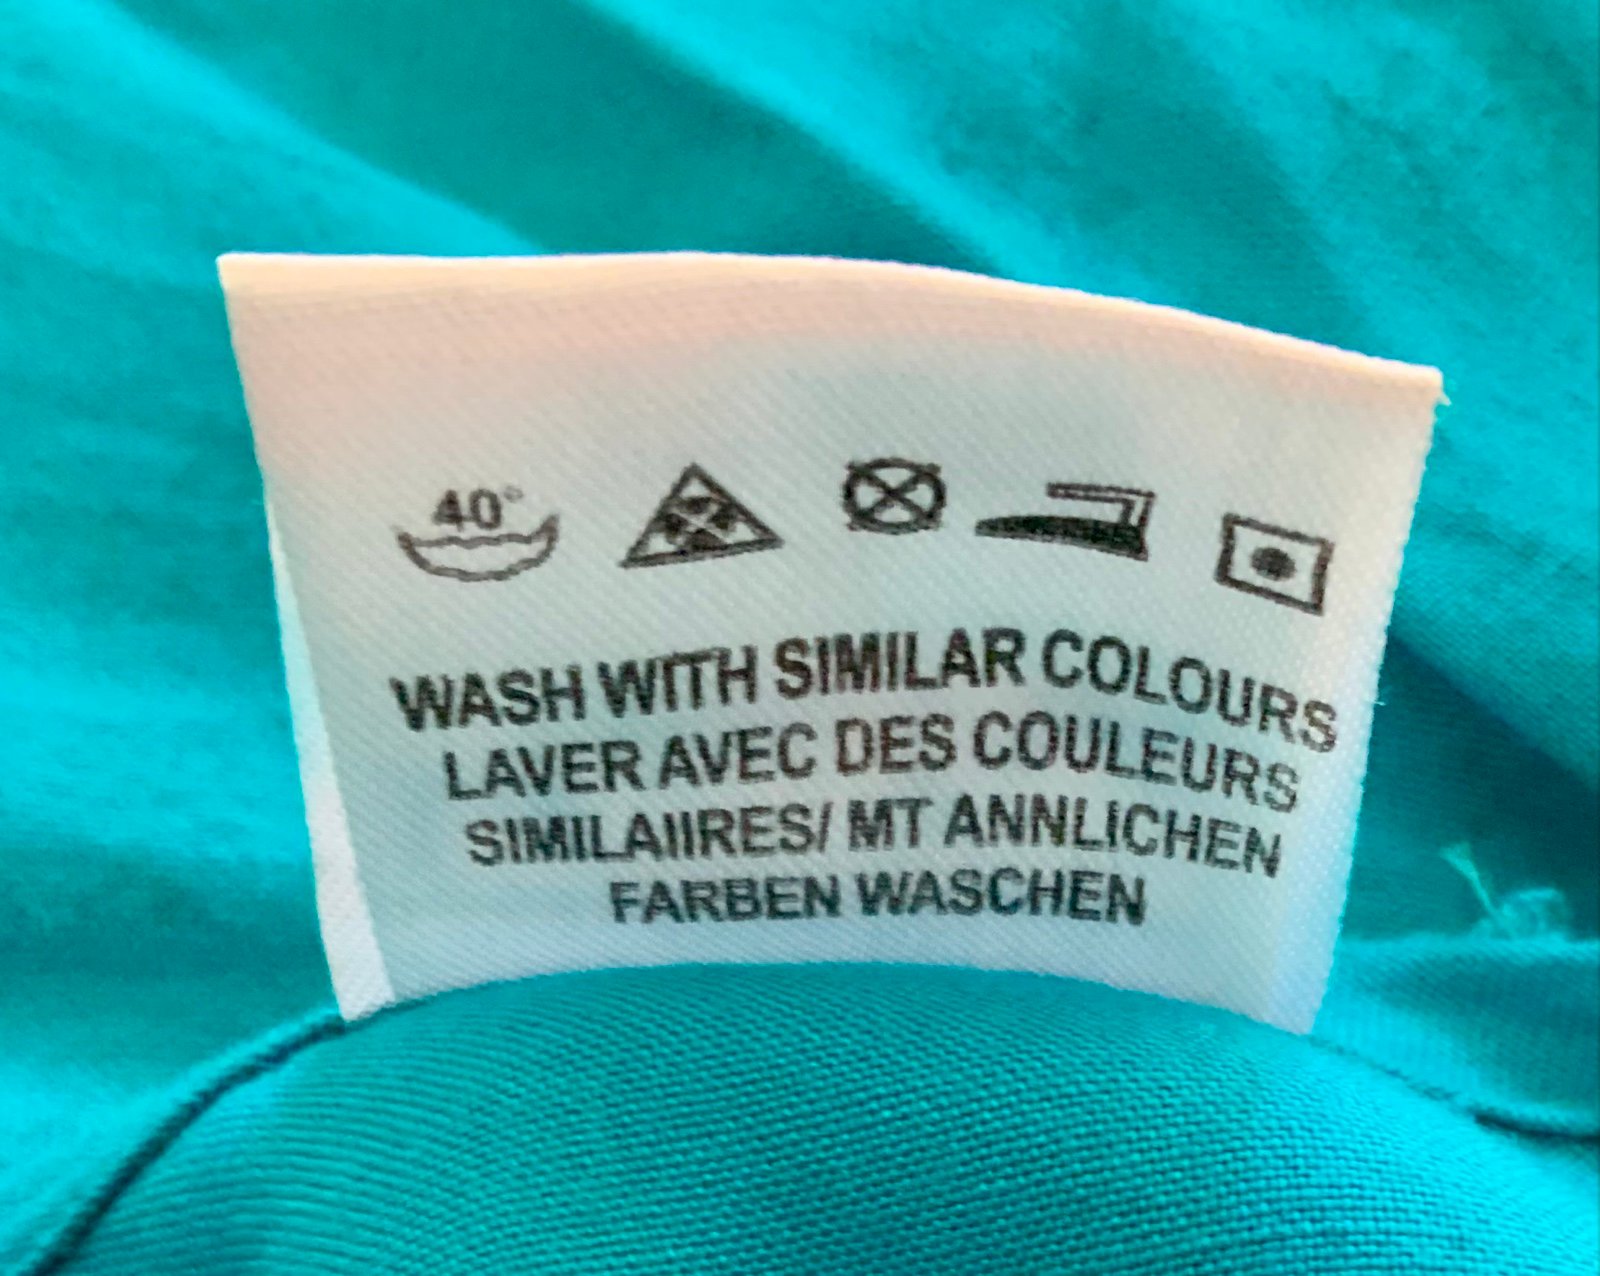 40°
WASH WITH SIMILAR COLOURS
LAVER AVEC DES COULEURS
SIMILAIIRES/ MT ANNLICHEN
FARBEN WASCHEN